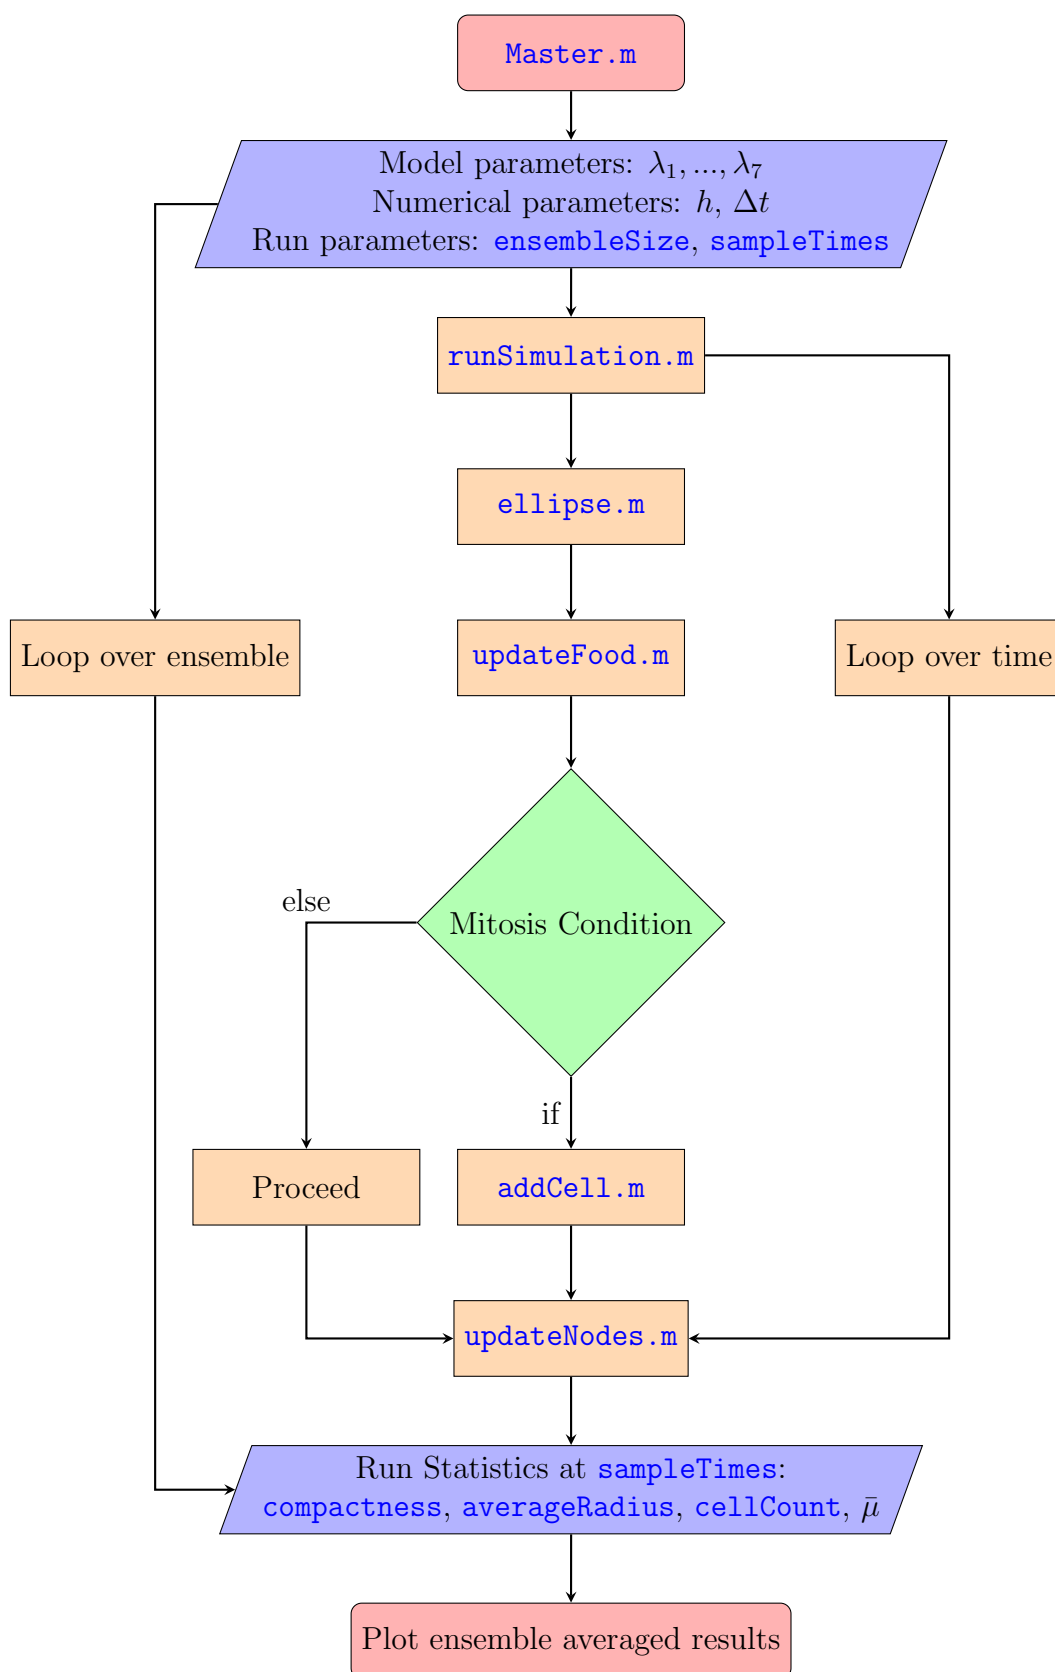 Master.m
Model parameters: λ₁, ..., λ₇
Numerical parameters: h, Δt
Run parameters: ensembleSize, sampleTimes
runSimulation.m
ellipse.m
Loop over ensemble
updateFood.m
Loop over time
else
Mitosis Condition
if
Proceed
addCell.m
updateNodes.m
Run Statistics at sampleTimes:
compactness, averageRadius, cellCount, μ̄
Plot ensemble averaged results